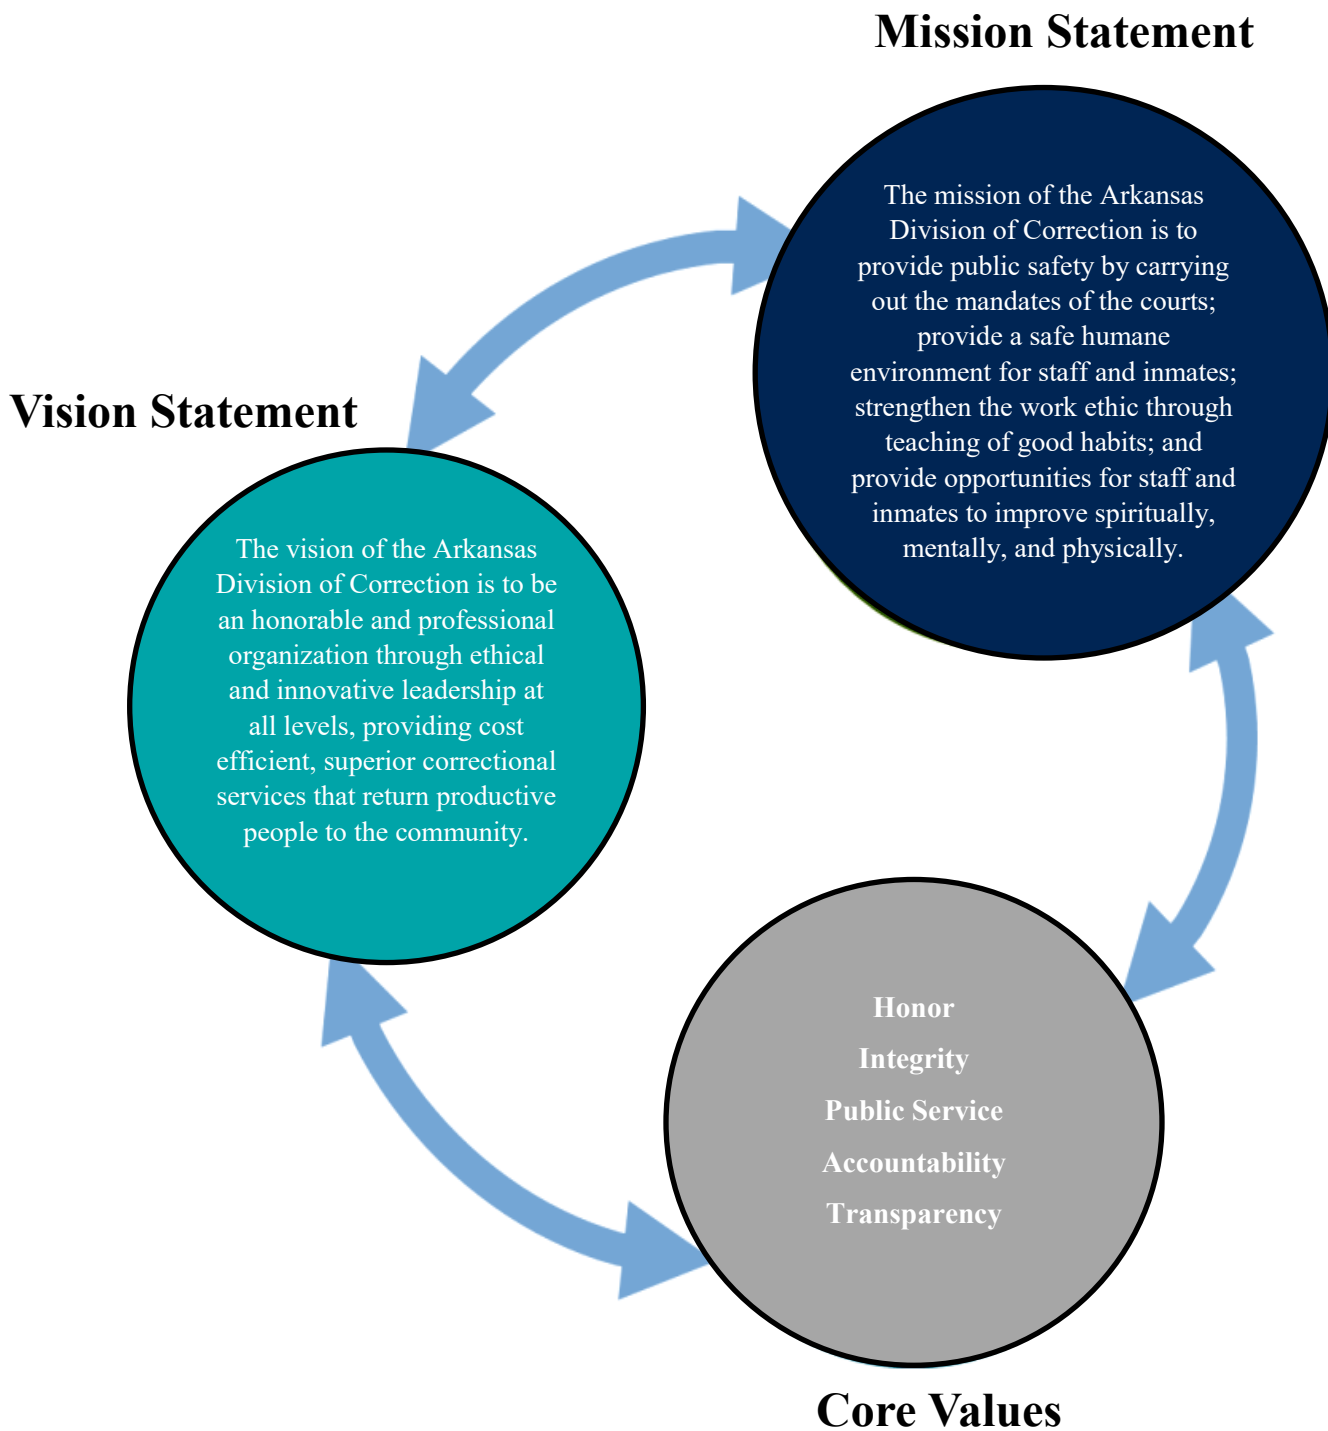 Mission Statement
The mission of the Arkansas
Division of Correction is to
provide public safety by carrying
out the mandates of the courts;
provide a safe humane
environment for staff and inmates;
strengthen the work ethic through
teaching of good habits; and
provide opportunities for staff and
inmates to improve spiritually,
mentally, and physically.
Vision Statement
The vision of the Arkansas
Division of Correction is to be
an honorable and professional
organization through ethical
and innovative leadership at
all levels, providing cost
efficient, superior correctional
services that return productive
people to the community.
Honor
Integrity
Public Service
Accountability
Transparency
Core Values